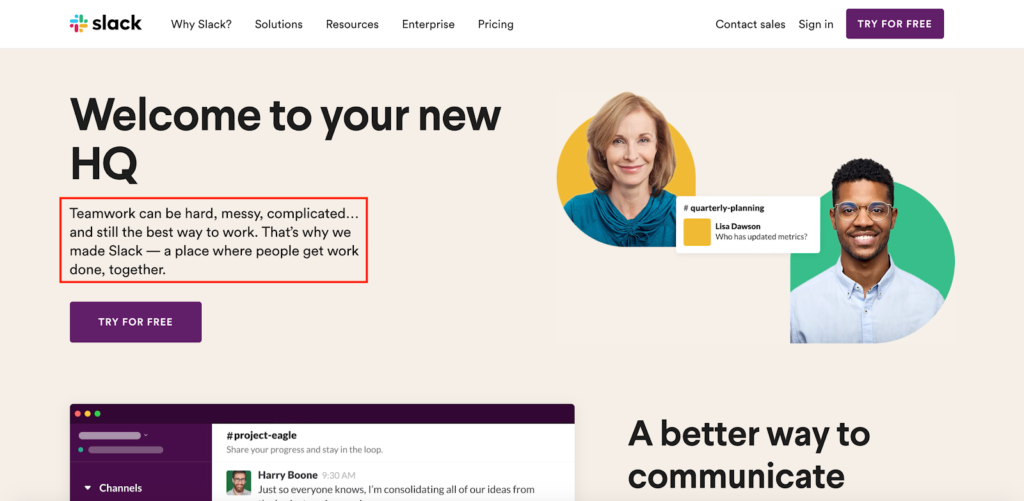 slack
Why Slack?
Solutions
Resources
Enterprise
Pricing
Contact sales
Sign in
TRY FOR FREE
Welcome to your new
HQ
Teamwork can be hard, messy, complicated…
and still the best way to work. That’s why we
made Slack — a place where people get work
done, together.
TRY FOR FREE
# quarterly-planning
Lisa Dawson
Who has updated metrics?
#project-eagle
Share your progress and stay in the loop.
Channels
Harry Boone 9:30 AM
Just so everyone knows, I’m consolidating all of our ideas from
A better way to
communicate